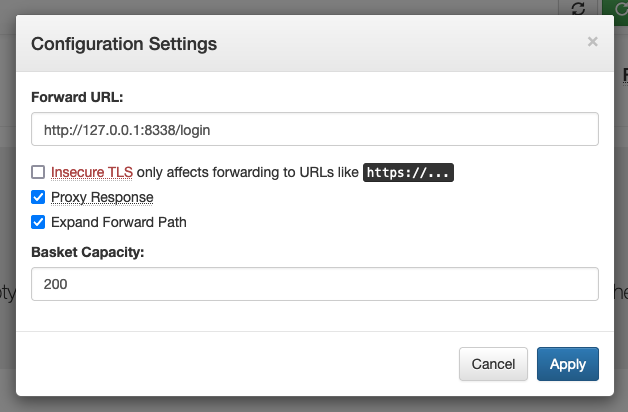 Configuration Settings
×
Forward URL:
http://127.0.0.1:8338/login
Insecure TLS only affects forwarding to URLs like https://...
Proxy Response
Expand Forward Path
Basket Capacity:
200
Cancel Apply